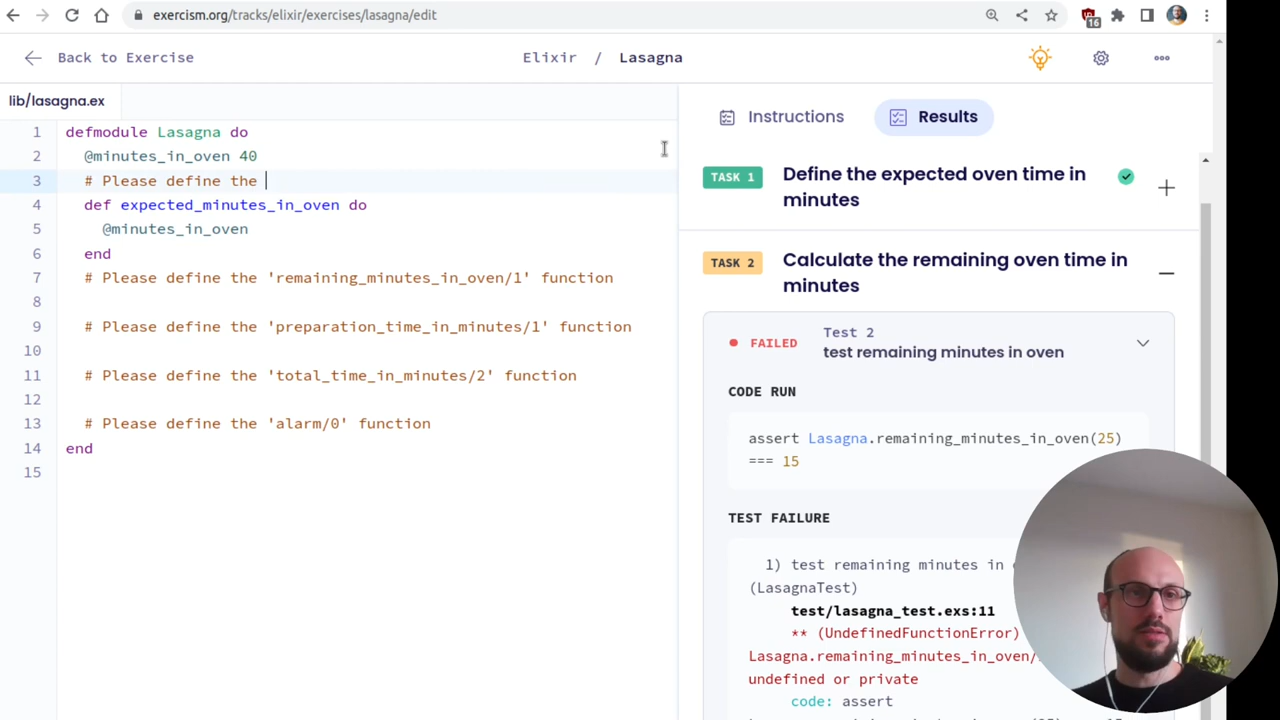 exercism.org/tracks/elixir/exercises/lasagna/edit
16
Back to Exercise
Elixir / Lasagna
lib/lasagna.ex
1 defmodule Lasagna do
2 @minutes_in_oven 40
3 # Please define the
4 def expected_minutes_in_oven do
5 @minutes_in_oven
6 end
7 # Please define the 'remaining_minutes_in_oven/1' function
8
9 # Please define the 'preparation_time_in_minutes/1' function
10
11 # Please define the 'total_time_in_minutes/2' function
12
13 # Please define the 'alarm/0' function
14 end
15
Instructions
Results
TASK 1
Define the expected oven time in
minutes
TASK 2
Calculate the remaining oven time in
minutes
FAILED
Test 2
test remaining minutes in oven
CODE RUN
assert Lasagna.remaining_minutes_in_oven(25)
=== 15
TEST FAILURE
1) test remaining minutes in
(LasagnaTest)
test/lasagna_test.exs:11
** (UndefinedFunctionError)
Lasagna.remaining_minutes_in_oven/
undefined or private
code: assert